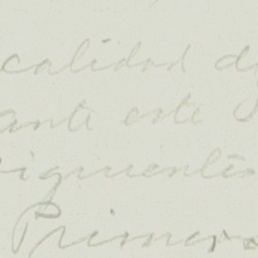 calidad d
ante este
siguientes
Primero